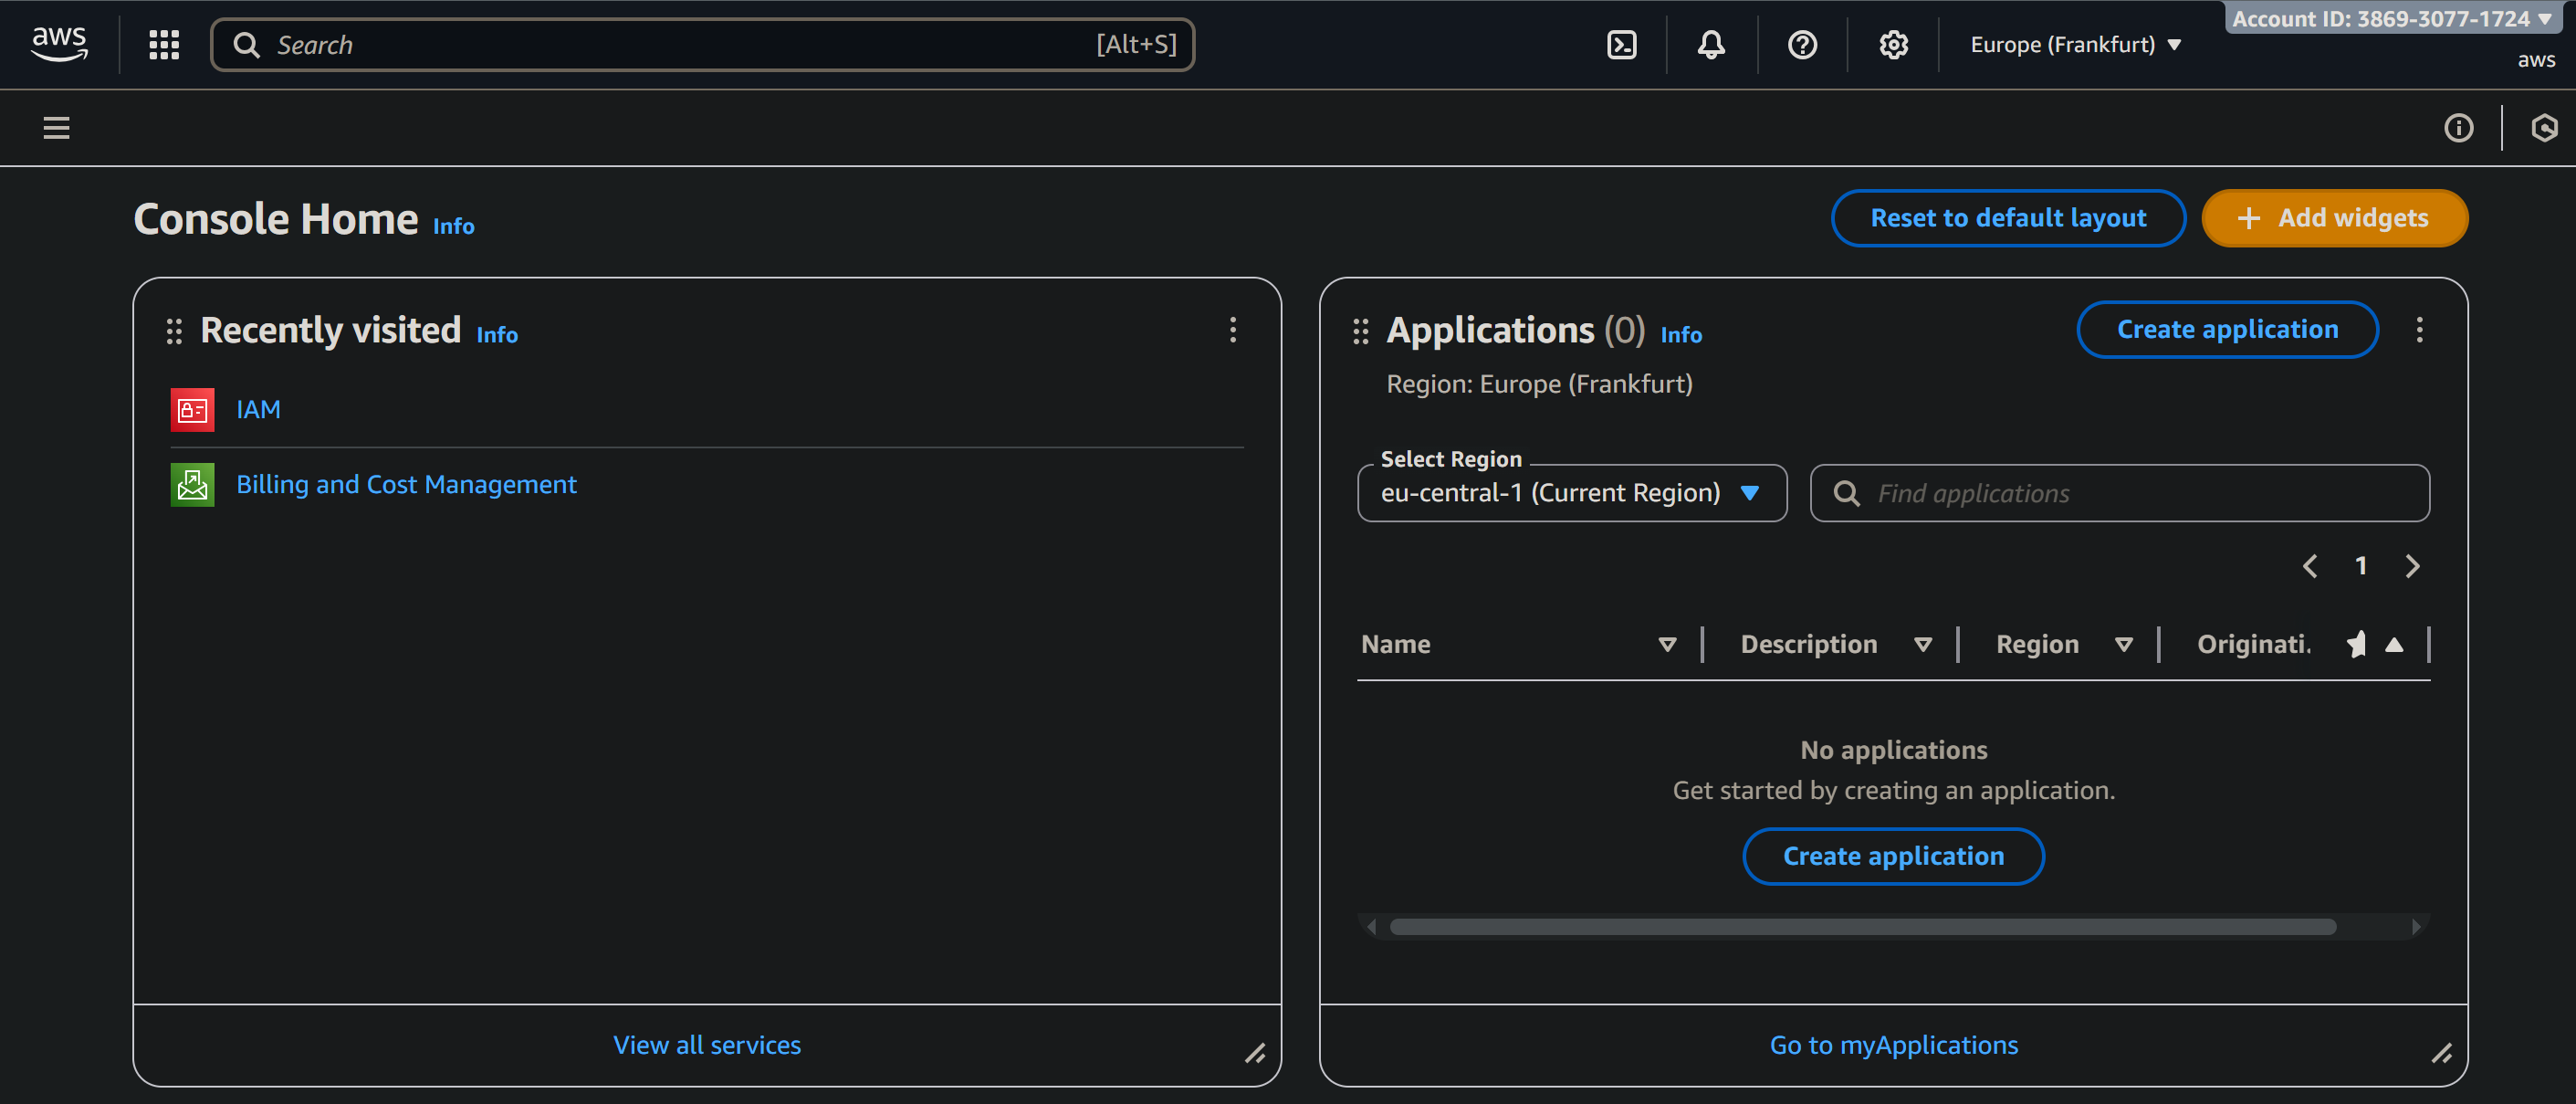 aws
Search [Alt+S]
Europe (Frankfurt)
Account ID: 3869-3077-1724
aws
Console Home Info
Reset to default layout
Add widgets
Recently visited Info
IAM
Billing and Cost Management
View all services
Applications (0) Info
Create application
Region: Europe (Frankfurt)
Select Region
eu-central-1 (Current Region)
Find applications
1
Name Description Region Originati.
No applications
Get started by creating an application.
Create application
Go to myApplications